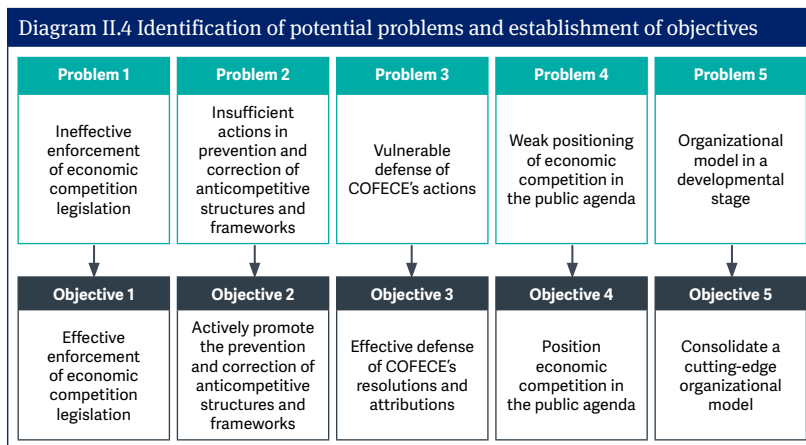 Diagram II.4 Identification of potential problems and establishment of objectives
Problem 1
Ineffective
enforcement
of economic
competition
legislation
Problem 2
Insufficient
actions in
prevention and
correction of
anticompetitive
structures and
frameworks
Problem 3
Vulnerable
defense of
COFECE's actions
Problem 4
Weak positioning
of economic
competition in
the public agenda
Problem 5
Organizational
model in a
developmental
stage
Objective 1
Effective
enforcement
of economic
competition
legislation
Objective 2
Actively promote
the prevention
and correction of
anticompetitive
structures and
frameworks
Objective 3
Effective defense
of COFECE's
resolutions and
attributions
Objective 4
Position
economic
competition in
the public agenda
Objective 5
Consolidate a
cutting-edge
organizational
model